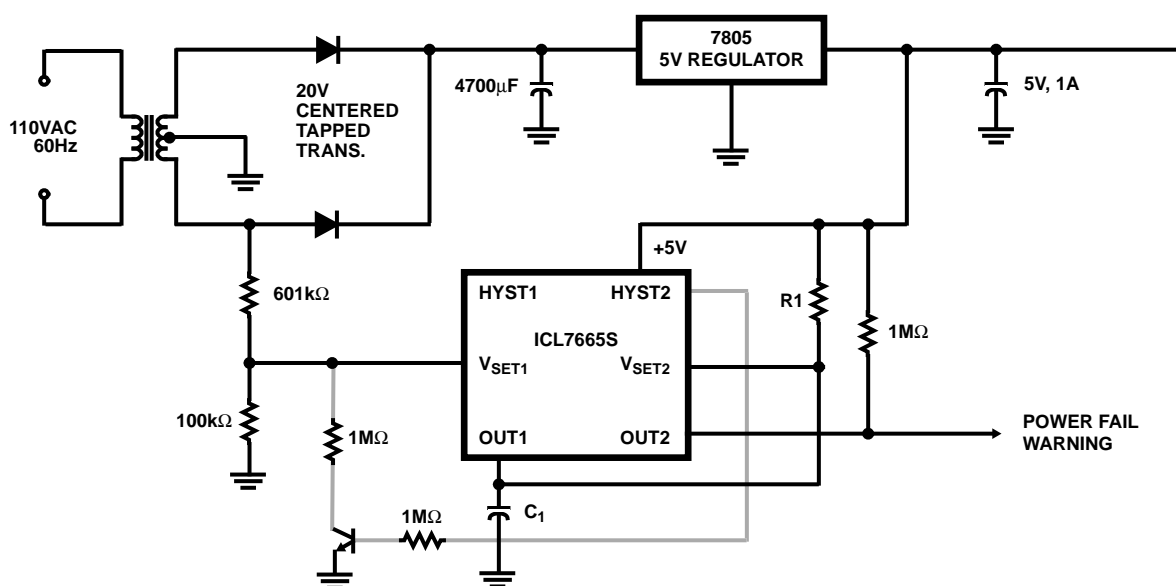 7805
5V REGULATOR
20V
CENTERED
TAPPED
TRANS.
4700μF
5V, 1A
110VAC
60Hz
+5V
601kΩ
HYST1
HYST2
R1
ICL7665S
1MΩ
VSET1
VSET2
100kΩ
1MΩ
OUT1
OUT2
POWER FAIL
WARNING
1MΩ
C1